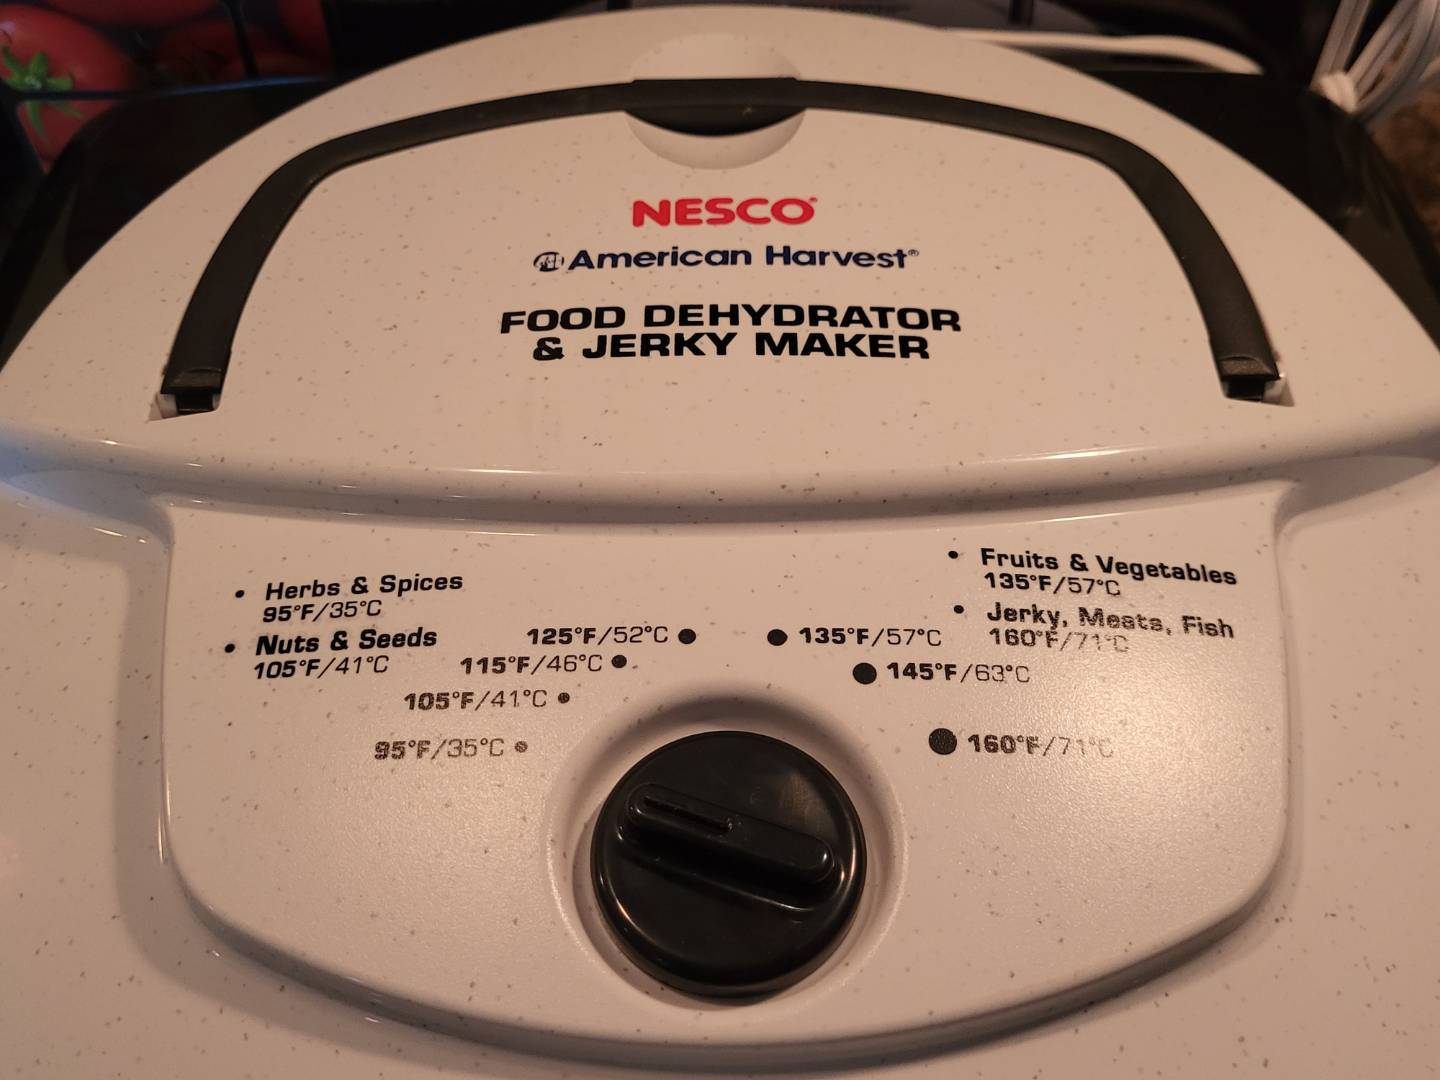 NESCO®
American Harvest®
FOOD DEHYDRATOR
& JERKY MAKER
• Herbs & Spices
95°F/35°C
• Nuts & Seeds
105°F/41°C
• Fruits & Vegetables
135°F/57°C
• Jerky, Meats, Fish
160°F/71°C
125°F/52°C
115°F/46°C
105°F/41°C
95°F/35°C
135°F/57°C
145°F/63°C
160°F/71°C